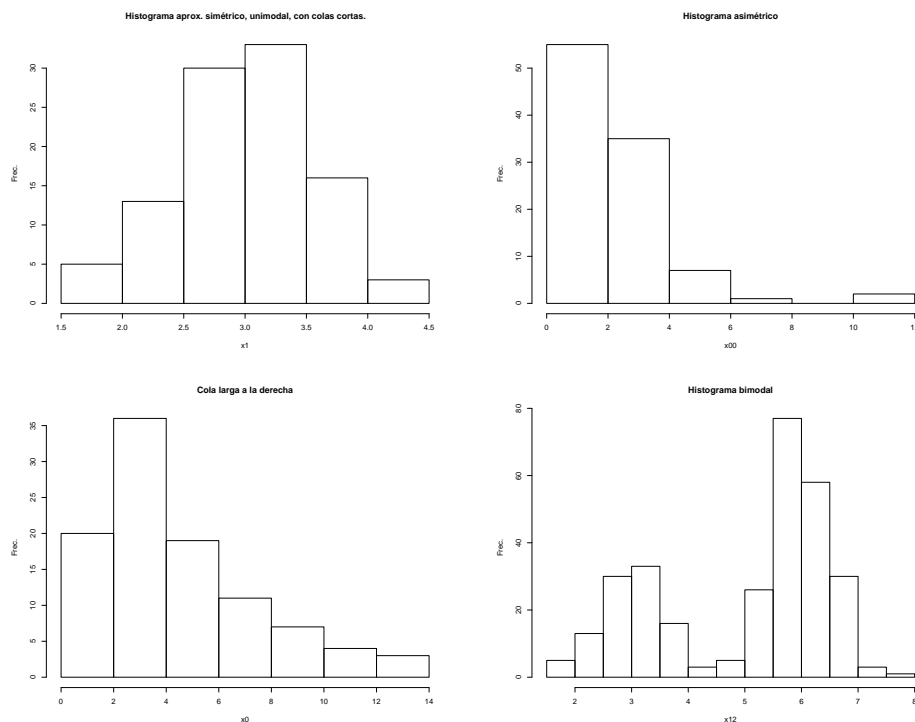 Histograma aprox. simétrico, unimodal, con colas cortas.
Frec.
30
25
20
15
10
5
0
1.5 2.0 2.5 3.0 3.5 4.0 4.5
x1
Histograma asimétrico
Frec.
50
40
30
20
10
0
0 2 4 6 8 10
x00
Cola larga a la derecha
Frec.
35
30
25
20
15
10
5
0
0 2 4 6 8 10 12 14
x0
Histograma bimodal
Frec.
80
60
40
20
0
2 3 4 5 6 7 8
x12